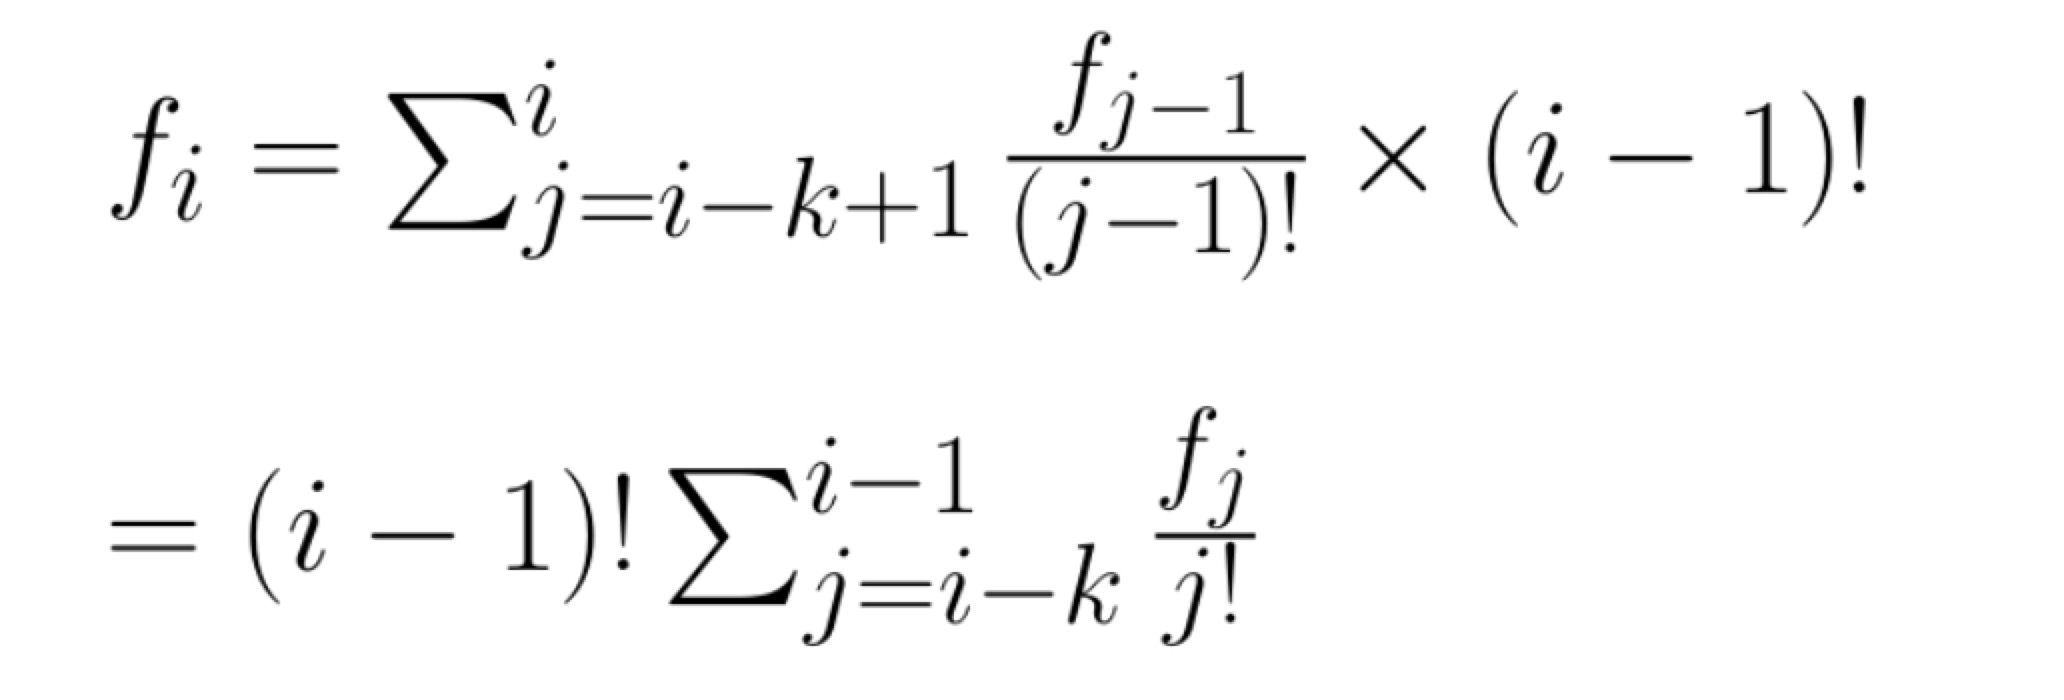 $f_i = \sum_{j=i-k+1}^{i} \frac{f_{j-1}}{(j-1)!} \times (i-1)!$
$= (i-1)! \sum_{j=i-k}^{i-1} \frac{f_j}{j!}$